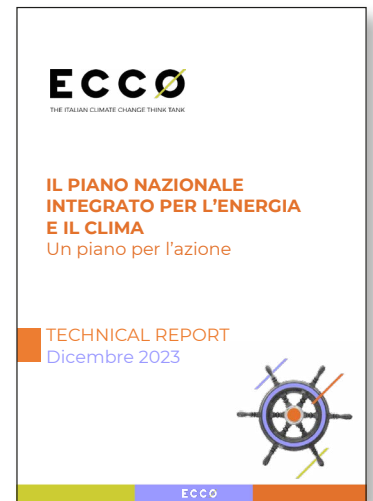 ECCO
THE ITALIAN CLIMATE CHANGE THINK TANK
IL PIANO NAZIONALE
INTEGRATO PER L'ENERGIA
E IL CLIMA
Un piano per l'azione
TECHNICAL REPORT
Dicembre 2023
ECCO